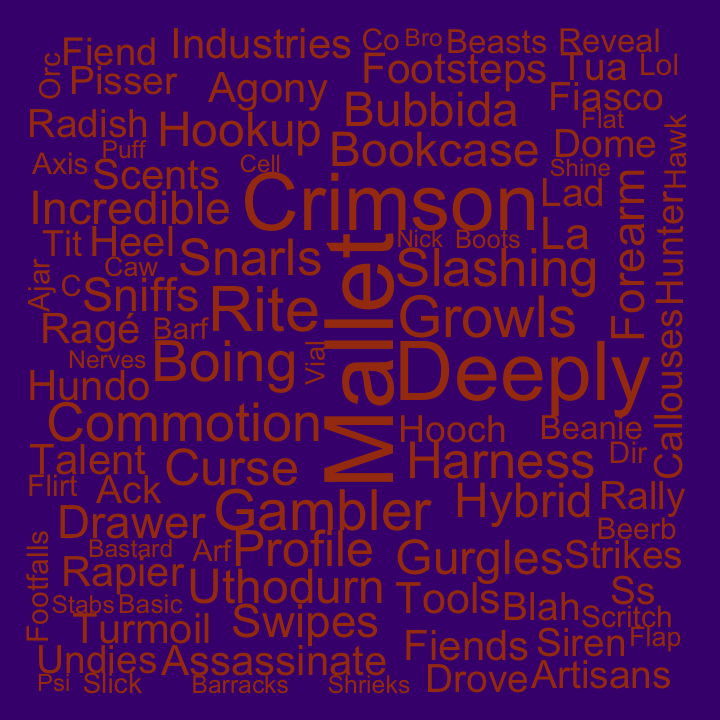 Orc Fiend Industries Co Bro Beasts Reveal
Pisser Agony Footsteps Tua Lol
Radish Hookup Bubbida Fiasco
Puff Bookcase Flat Dome Hawk
Axis Scents Cell Shine
Incredible Crimson Lad
Tit Heel Snarls Nick Boots La Forearm Hunter
Ajar Caw Slashing
C Sniffs Rite Mallet Growls
Ragé Barf
Nerves Boing Vial Deeply Callouses
Hundo
Commotion Hooch Beanie
Talent Curse Harness Dir
Flirt Ack Hybrid Rally
Drawer Gambler Beerb
Footfalls Bastard Arf Profile Gurgles Strikes
Rapier Uthodurn Tools Blah Ss
Stabs Basic Scritch
Turmoil Swipes Fiends Siren Flap
Undies Assassinate Drove Artisans
Psi Slick Barracks Shrieks